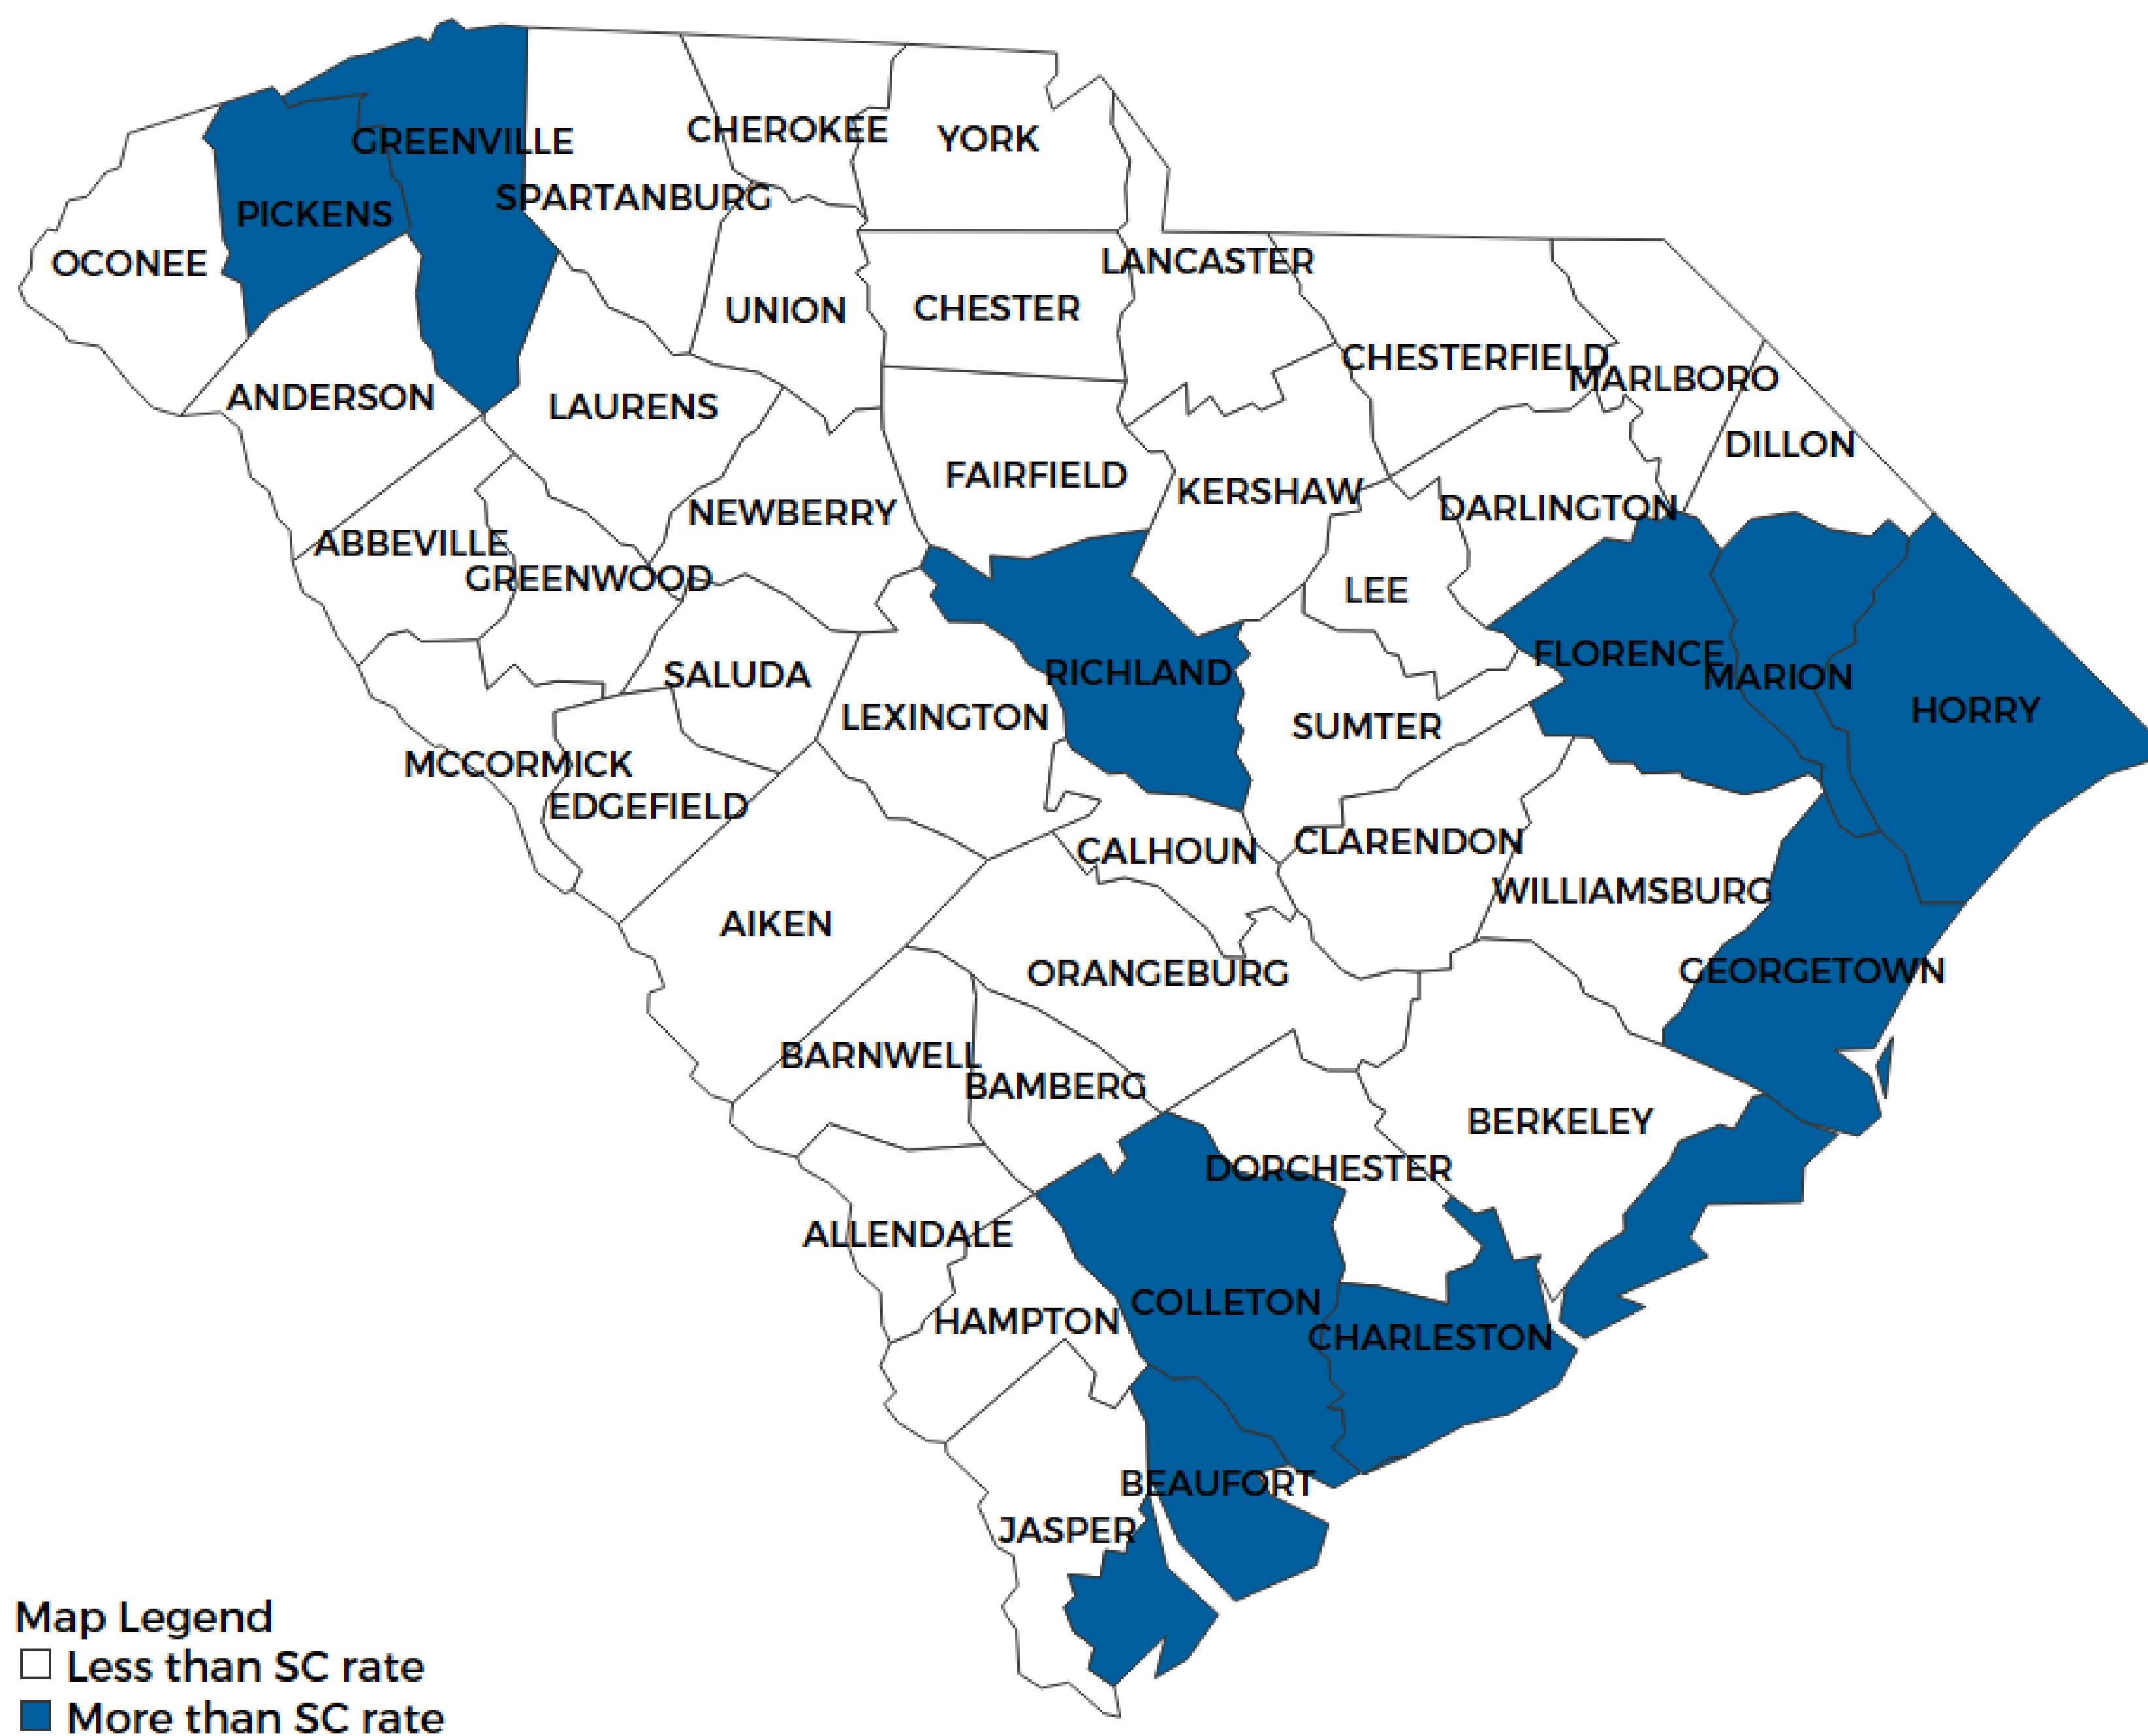 CHEROKEE
YORK
GREENVILLE
SPARTANBURG
PICKENS
OCONEE
LANCASTER
UNION
CHESTER
CHESTERFIELD
MARLBORO
ANDERSON
LAURENS
DILLON
FAIRFIELD
KERSHAW
NEWBERRY
DARLINGTON
ABBEVILLE
GREENWOOD
LEE
FLORENCE
RICHLAND
SALUDA
MARION
HORRY
LEXINGTON
SUMTER
MCCORMICK
EDGEFIELD
CALHOUN
CLARENDON
WILLIAMSBURG
AIKEN
ORANGEBURG
GEORGETOWN
BARNWELL
BAMBERG
BERKELEY
DORCHESTER
ALLENDALE
COLLETON
HAMPTON
CHARLESTON
BEAUFORT
JASPER
Map Legend
Less than SC rate
More than SC rate